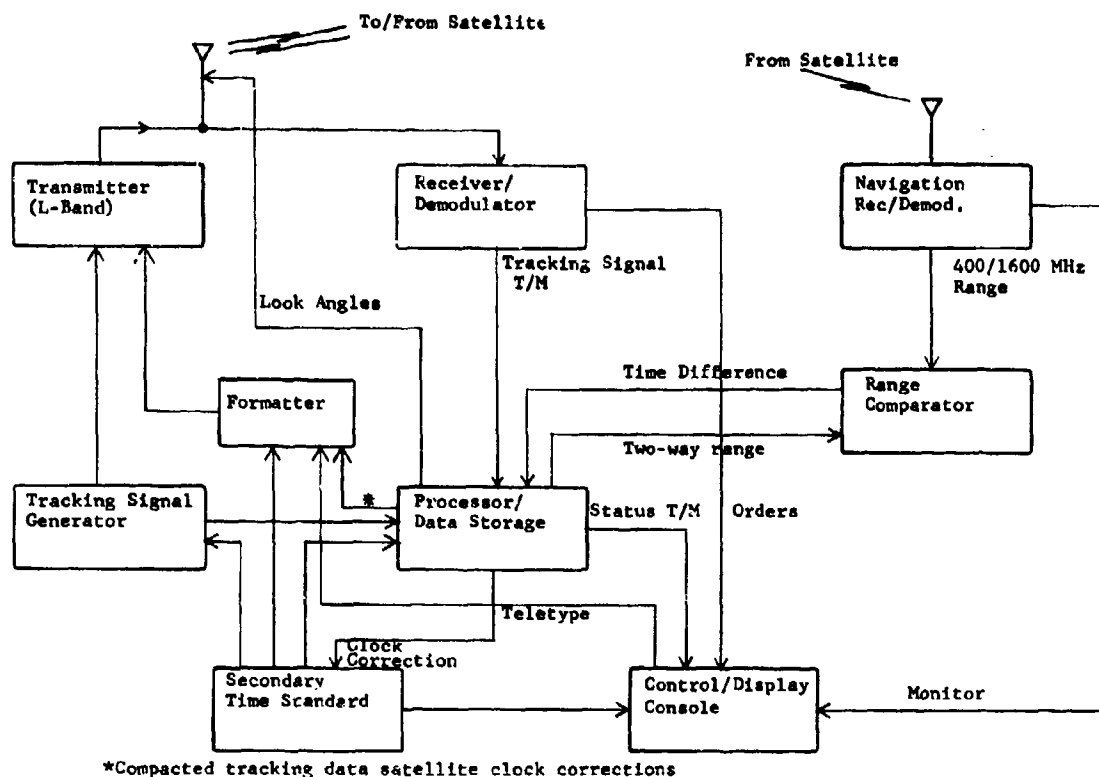 To/From Satellite
From Satellite
Transmitter
(L-Band)
Receiver/
Demodulator
Navigation
Rec/Demod.
Tracking Signal
T/M
400/1600 MHz
Range
Look Angles
Time Difference
Range
Comparator
Formatter
Two-way range
*
Tracking Signal
Generator
Processor/
Data Storage
Status T/M
Orders
Teletype
Clock
Correction
Secondary
Time Standard
Control/Display
Console
Monitor
*Compacted tracking data satellite clock corrections